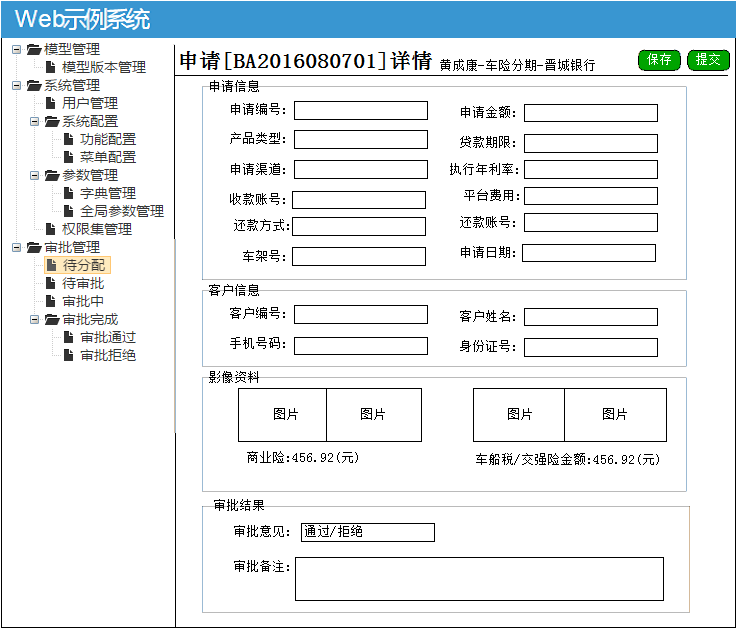 Web示例系统
模型管理
模型版本管理
系统管理
用户管理
系统配置
功能配置
菜单配置
参数管理
字典管理
全局参数管理
权限集管理
审批管理
待分配
待审批
审批中
审批完成
审批通过
审批拒绝
申请[BA2016080701]详情 黄成康-车险分期-晋城银行 保存 提交
申请信息
申请编号： 申请金额：
产品类型： 贷款期限：
申请渠道： 执行年利率：
收款账号： 平台费用：
还款方式： 还款账号：
车架号： 申请日期：
客户信息
客户编号： 客户姓名：
手机号码： 身份证号：
影像资料
图片 图片 图片 图片
商业险:456.92(元) 车船税/交强险金额:456.92(元)
审批结果
审批意见： 通过/拒绝
审批备注：